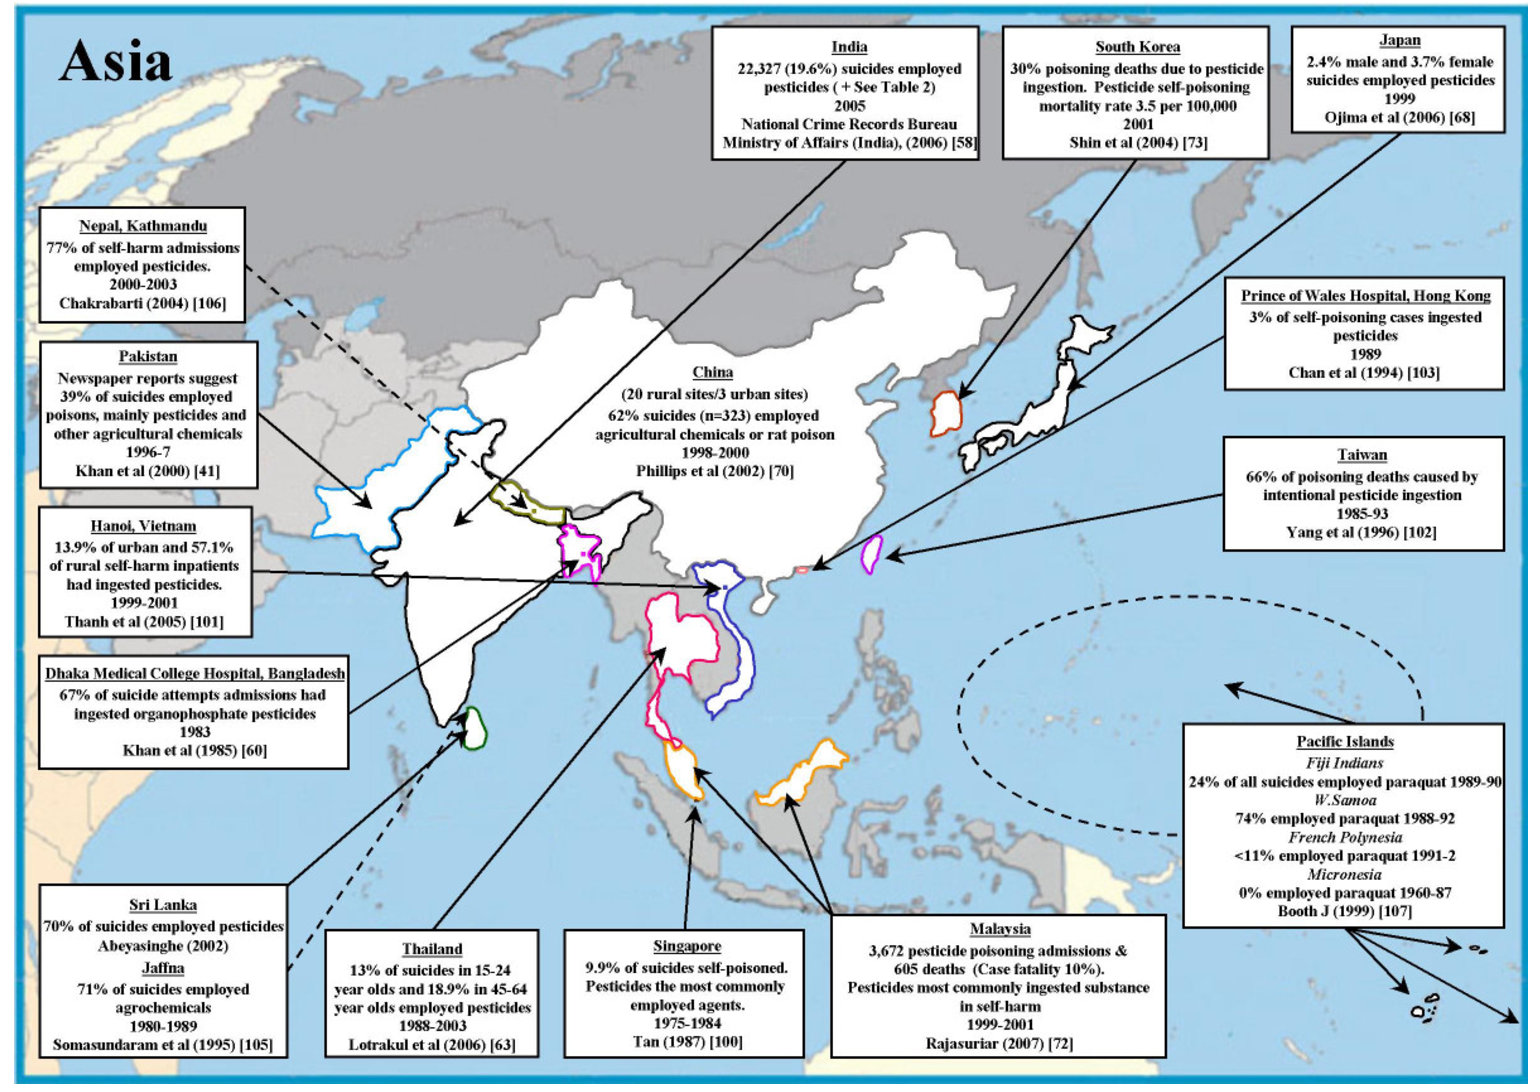 Asia
India
22,327 (19.6%) suicides employed
pesticides ( + See Table 2)
2005
National Crime Records Bureau
Ministry of Affairs (India), (2006) [58]
South Korea
30% poisoning deaths due to pesticide
ingestion. Pesticide self-poisoning
mortality rate 3.5 per 100,000
2001
Shin et al (2004) [73]
Japan
2.4% male and 3.7% female
suicides employed pesticides
1999
Ojima et al (2006) [68]
Nepal, Kathmandu
77% of self-harm admissions
employed pesticides.
2000-2003
Chakrabarti (2004) [106]
Prince of Wales Hospital, Hong Kong
3% of self-poisoning cases ingested
pesticides
1989
Chan et al (1994) [103]
Pakistan
Newspaper reports suggest
39% of suicides employed
poisons, mainly pesticides and
other agricultural chemicals
1996-7
Khan et al (2000) [41]
China
(20 rural sites/3 urban sites)
62% suicides (n=323) employed
agricultural chemicals or rat poison
1998-2000
Phillips et al (2002) [70]
Taiwan
66% of poisoning deaths caused by
intentional pesticide ingestion
1985-93
Yang et al (1996) [102]
Hanoi, Vietnam
13.9% of urban and 57.1%
of rural self-harm inpatients
had ingested pesticides.
1999-2001
Thanh et al (2005) [101]
Dhaka Medical College Hospital, Bangladesh
67% of suicide attempts admissions had
ingested organophosphate pesticides
1983
Khan et al (1985) [60]
Pacific Islands
Fiji Indians
24% of all suicides employed paraquat 1989-90
W.Samoa
74% employed paraquat 1988-92
French Polynesia
<11% employed paraquat 1991-2
Micronesia
0% employed paraquat 1960-87
Booth J (1999) [107]
Sri Lanka
70% of suicides employed pesticides
Abeyasinghe (2002)
Jaffna
71% of suicides employed
agrochemicals
1980-1989
Somasundaram et al (1995) [105]
Thailand
13% of suicides in 15-24
year olds and 18.9% in 45-64
year olds employed pesticides
1988-2003
Lotrakul et al (2006) [63]
Singapore
9.9% of suicides self-poisoned.
Pesticides the most commonly
employed agents.
1975-1984
Tan (1987) [100]
Malaysia
3,672 pesticide poisoning admissions &
605 deaths (Case fatality 10%).
Pesticides most commonly ingested substance
in self-harm
1999-2001
Rajasuriar (2007) [72]